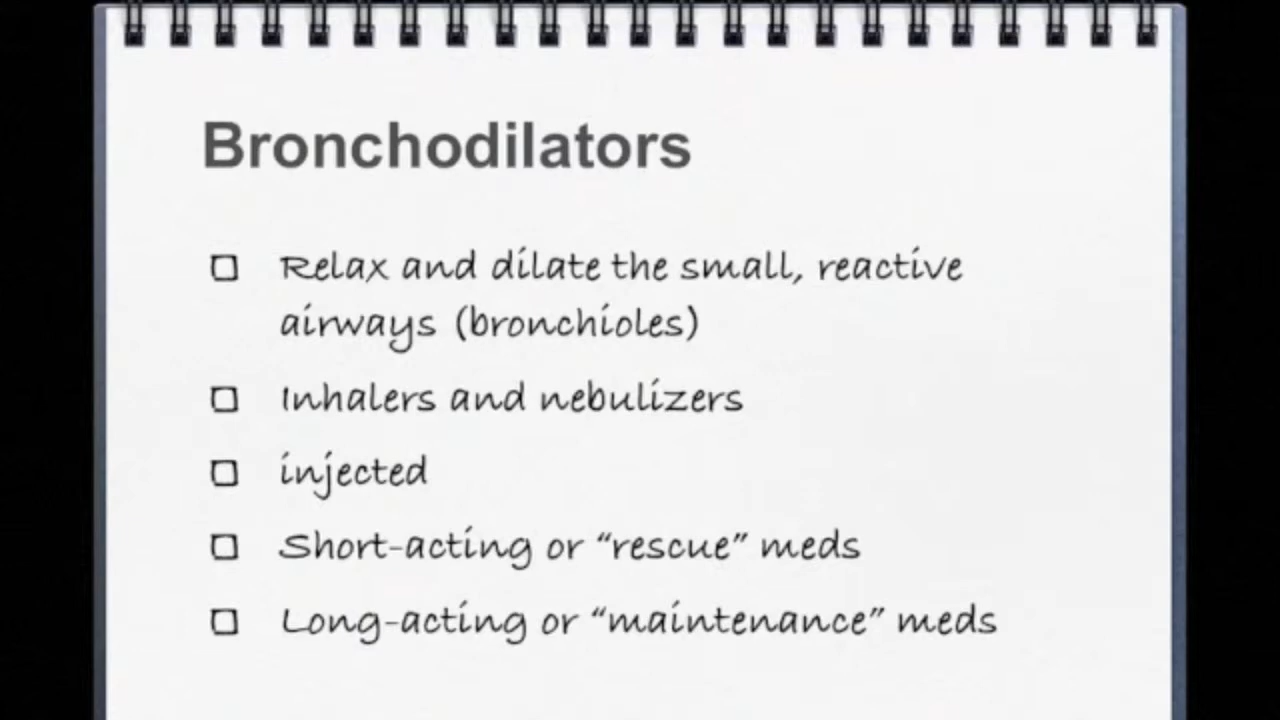 Bronchodilators
Relax and dilate the small, reactive
airways (bronchioles)
Inhalers and nebulizers
injected
Short-acting or “rescue” meds
Long-acting or “maintenance” meds